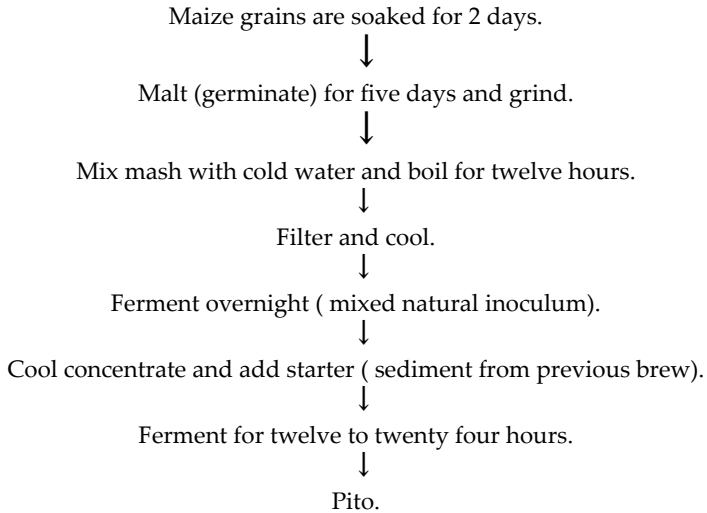 Maize grains are soaked for 2 days.
Malt (germinate) for five days and grind.
Mix mash with cold water and boil for twelve hours.
Filter and cool.
Ferment overnight ( mixed natural inoculum).
Cool concentrate and add starter ( sediment from previous brew).
Ferment for twelve to twenty four hours.
Pito.